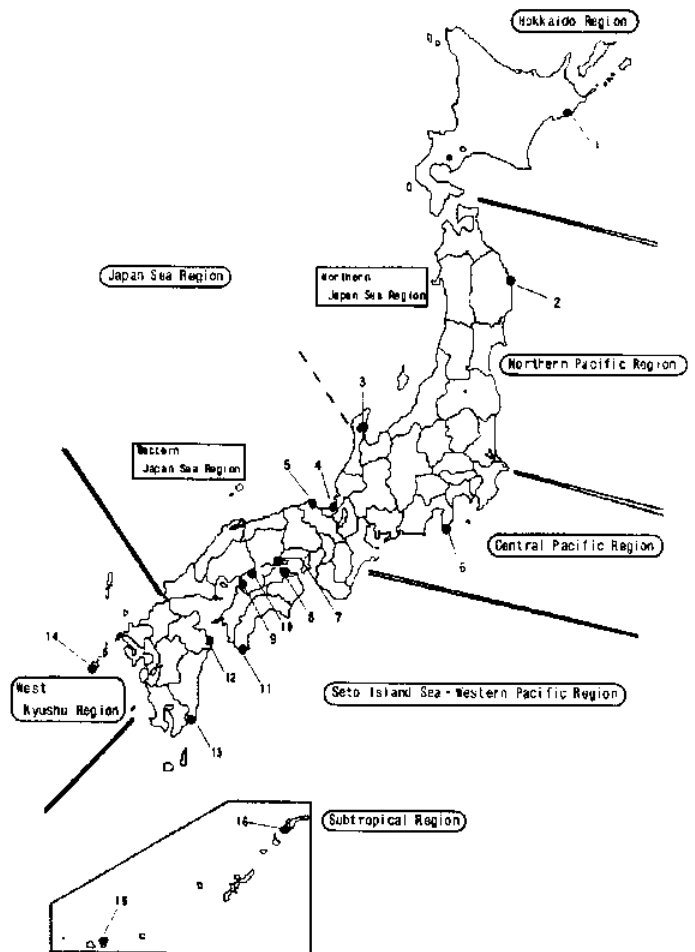 Hokkaido Region
1
Japan Sea Region
Northern
Japan Sea Region
2
Northern Pacific Region
3
Western
Japan Sea Region
5
4
6
Central Pacific Region
7
8
10
9
14
12
11
West
Kyushu Region
Seto Island Sea - Western Pacific Region
13
16
Subtropical Region
15